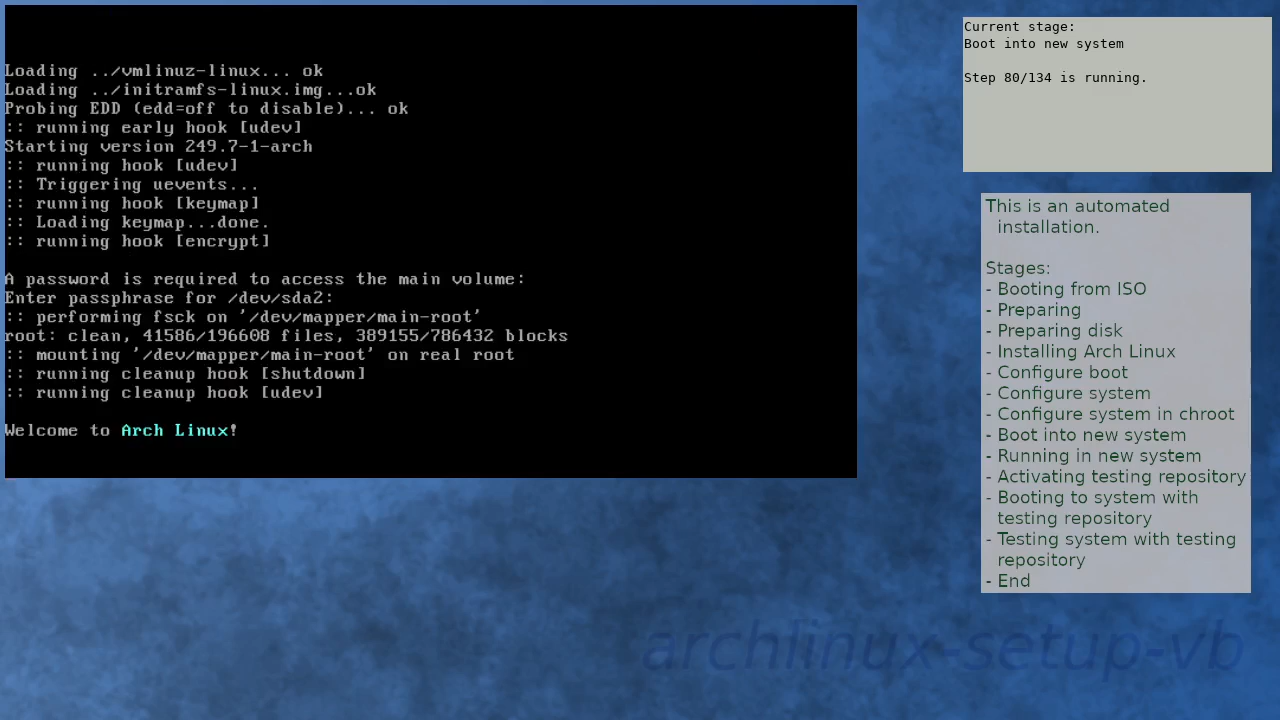 Loading ../vmlinuz-linux... ok
Loading ../initramfs-linux.img...ok
Probing EDD (edd=off to disable)... ok
:: running early hook [udev]
Starting version 249.7-1-arch
:: running hook [udev]
:: Triggering uevents...
:: running hook [keymap]
:: Loading keymap...done.
:: running hook [encrypt]
A password is required to access the main volume:
Enter passphrase for /dev/sda2:
:: performing fsck on '/dev/mapper/main-root'
root: clean, 41586/196608 files, 389155/786432 blocks
:: mounting '/dev/mapper/main-root' on real root
:: running cleanup hook [shutdown]
:: running cleanup hook [udev]
Welcome to Arch Linux!
Current stage:
Boot into new system
Step 80/134 is running.
This is an automated
installation.
Stages:
- Booting from ISO
- Preparing
- Preparing disk
- Installing Arch Linux
- Configure boot
- Configure system
- Configure system in chroot
- Boot into new system
- Running in new system
- Activating testing repository
- Booting to system with
testing repository
- Testing system with testing
repository
- End
archlinux-setup-vb